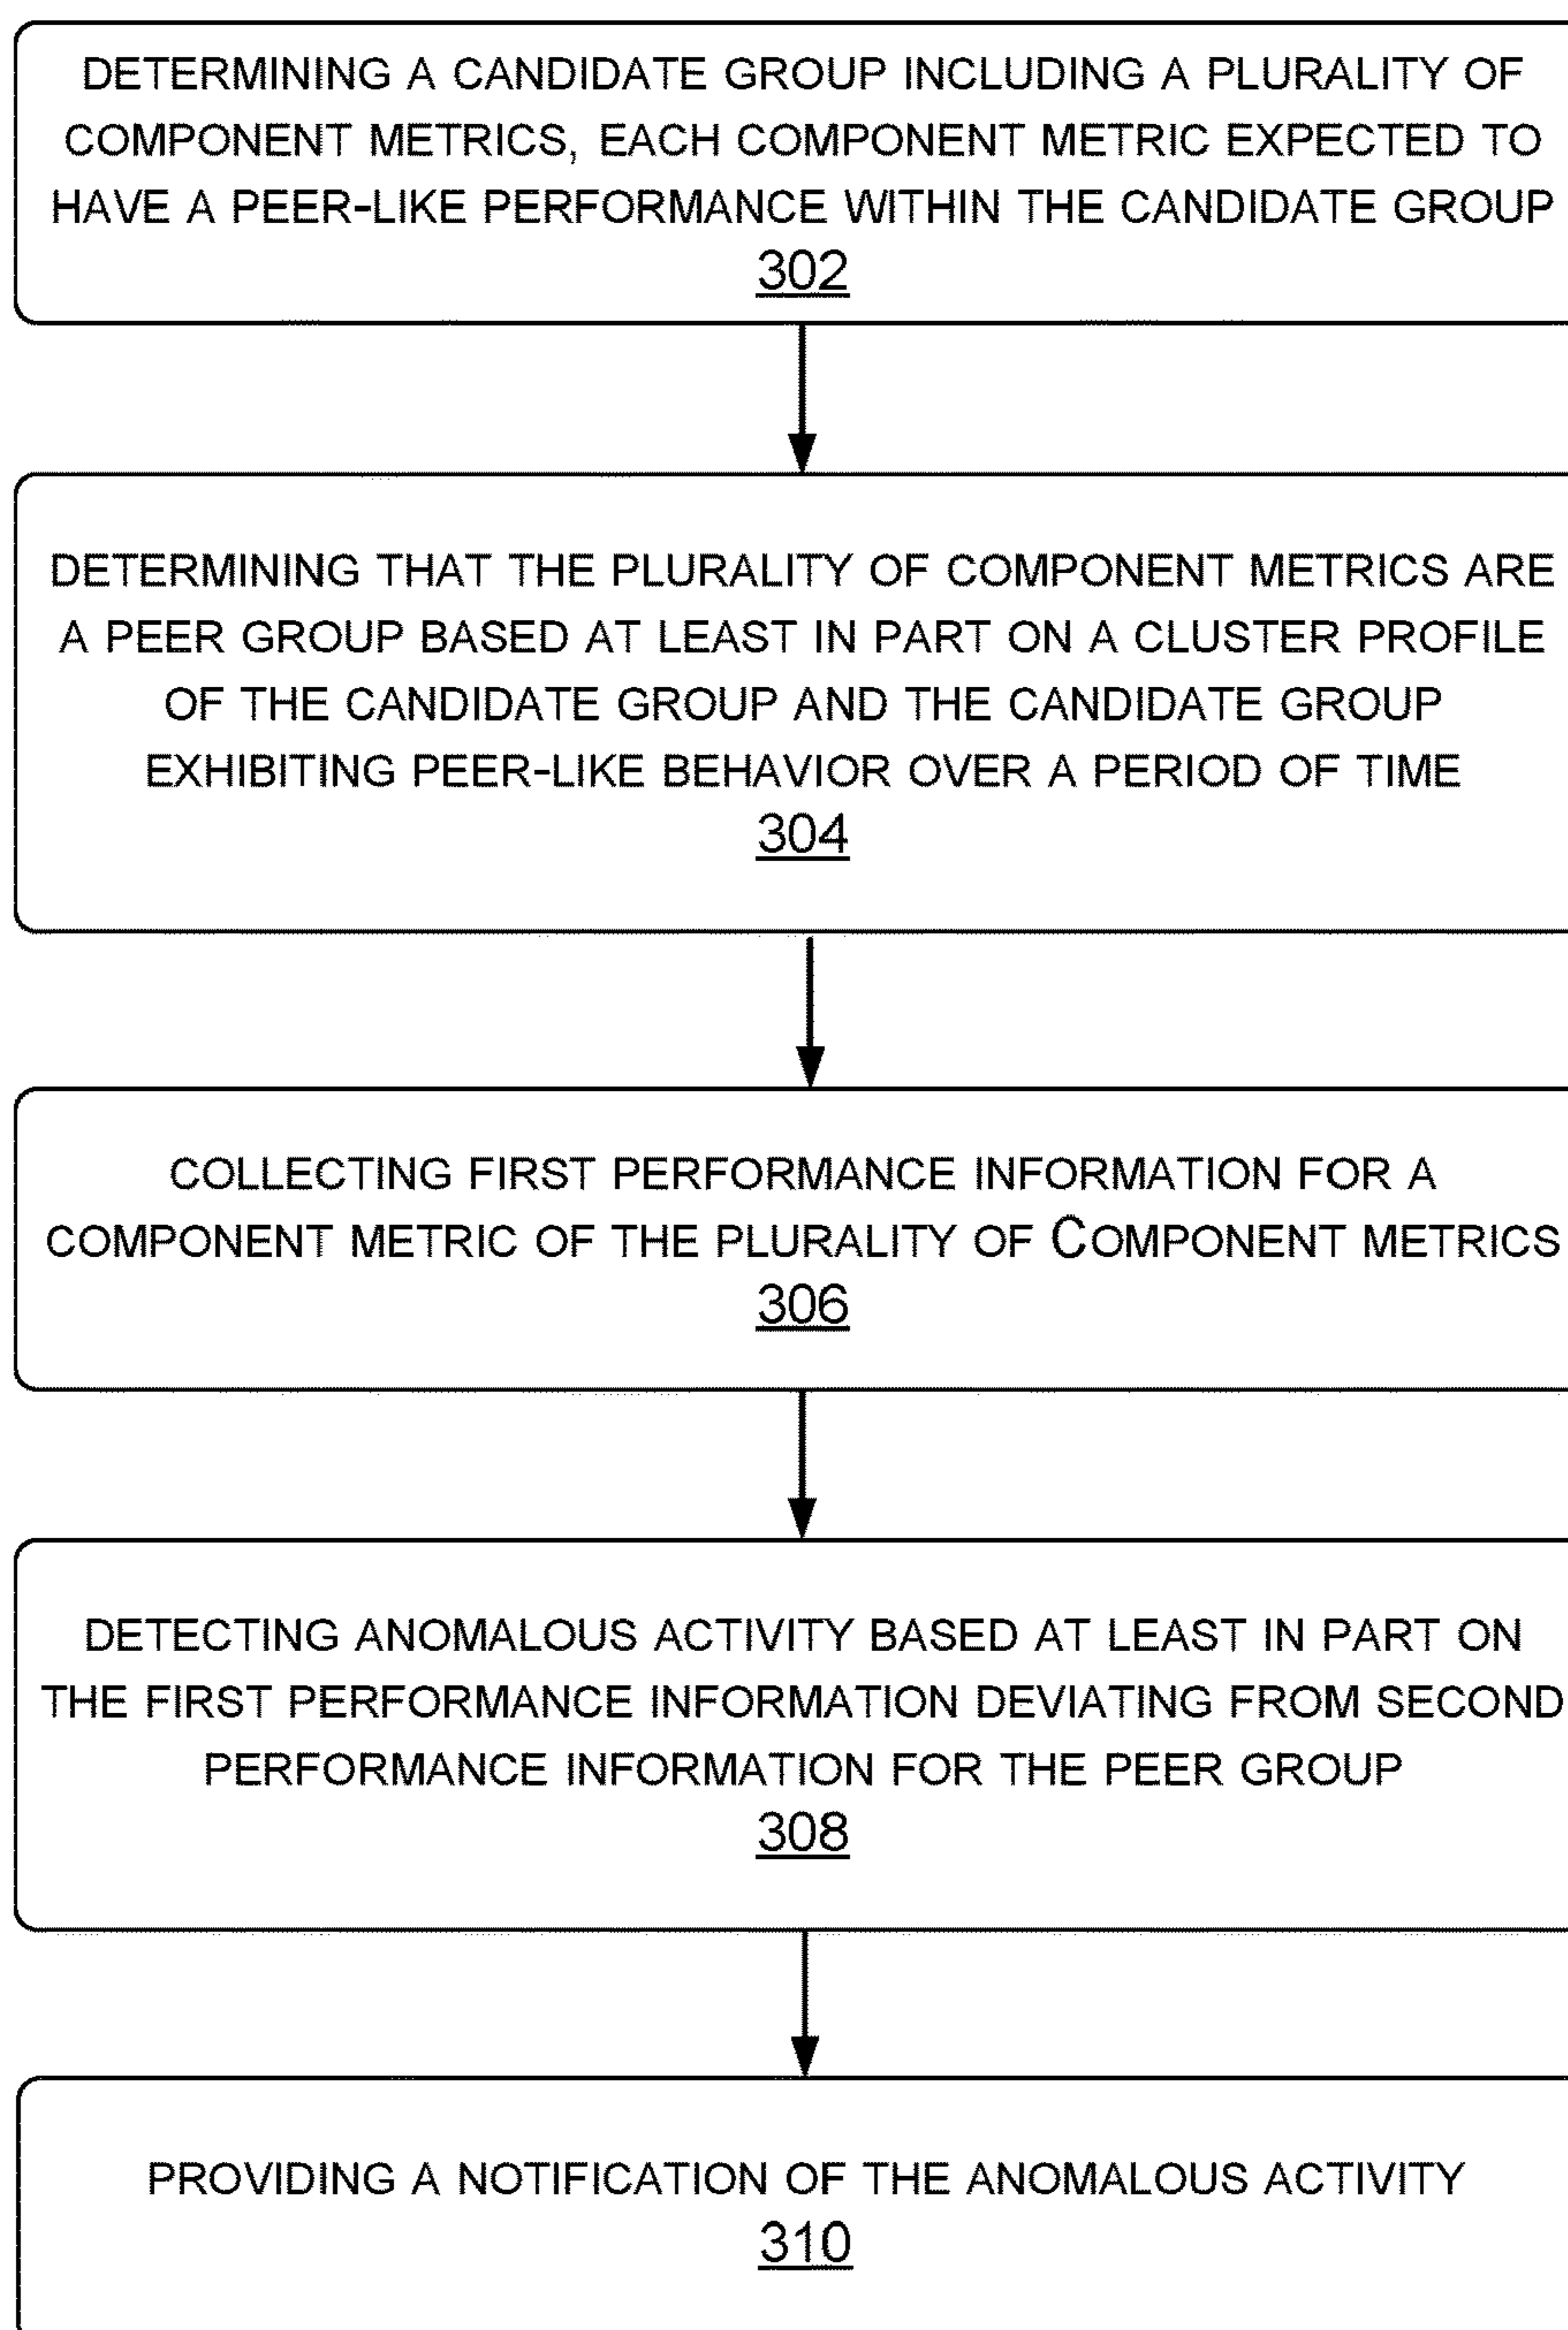 DETERMINING A CANDIDATE GROUP INCLUDING A PLURALITY OF
COMPONENT METRICS, EACH COMPONENT METRIC EXPECTED TO
HAVE A PEER-LIKE PERFORMANCE WITHIN THE CANDIDATE GROUP
302
DETERMINING THAT THE PLURALITY OF COMPONENT METRICS ARE
A PEER GROUP BASED AT LEAST IN PART ON A CLUSTER PROFILE
OF THE CANDIDATE GROUP AND THE CANDIDATE GROUP
EXHIBITING PEER-LIKE BEHAVIOR OVER A PERIOD OF TIME
304
COLLECTING FIRST PERFORMANCE INFORMATION FOR A
COMPONENT METRIC OF THE PLURALITY OF COMPONENT METRICS
306
DETECTING ANOMALOUS ACTIVITY BASED AT LEAST IN PART ON
THE FIRST PERFORMANCE INFORMATION DEVIATING FROM SECOND
PERFORMANCE INFORMATION FOR THE PEER GROUP
308
PROVIDING A NOTIFICATION OF THE ANOMALOUS ACTIVITY
310